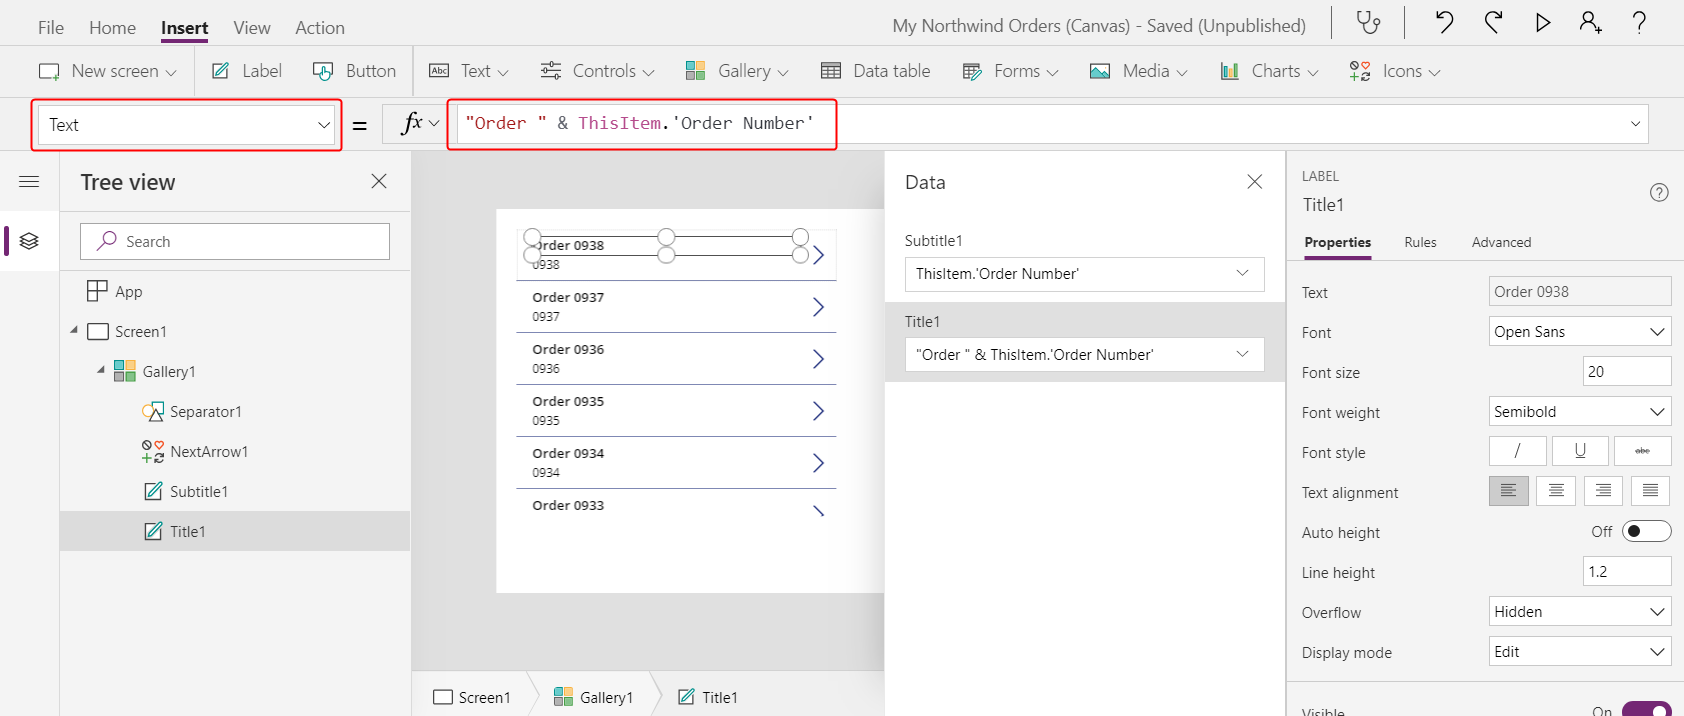 File Home Insert View Action My Northwind Orders (Canvas) - Saved (Unpublished) ?
New screen Label Button Abc Text Controls Gallery Data table Forms Media Charts Icons
Text = fx "Order " & ThisItem.'Order Number'
Tree view
Search
App
Screen1
Gallery1
Separator1
NextArrow1
Subtitle1
Title1
Order 0938
0938
Order 0937
0937
Order 0936
0936
Order 0935
0935
Order 0934
0934
Order 0933
Screen1 Gallery1 Title1
Data
Subtitle1
ThisItem.'Order Number'
Title1
"Order " & ThisItem.'Order Number'
LABEL
Title1 ?
Properties Rules Advanced
Text Order 0938
Font Open Sans
Font size 20
Font weight Semibold
Font style / U abc
Text alignment
Auto height Off
Line height 1.2
Overflow Hidden
Display mode Edit
Visible On